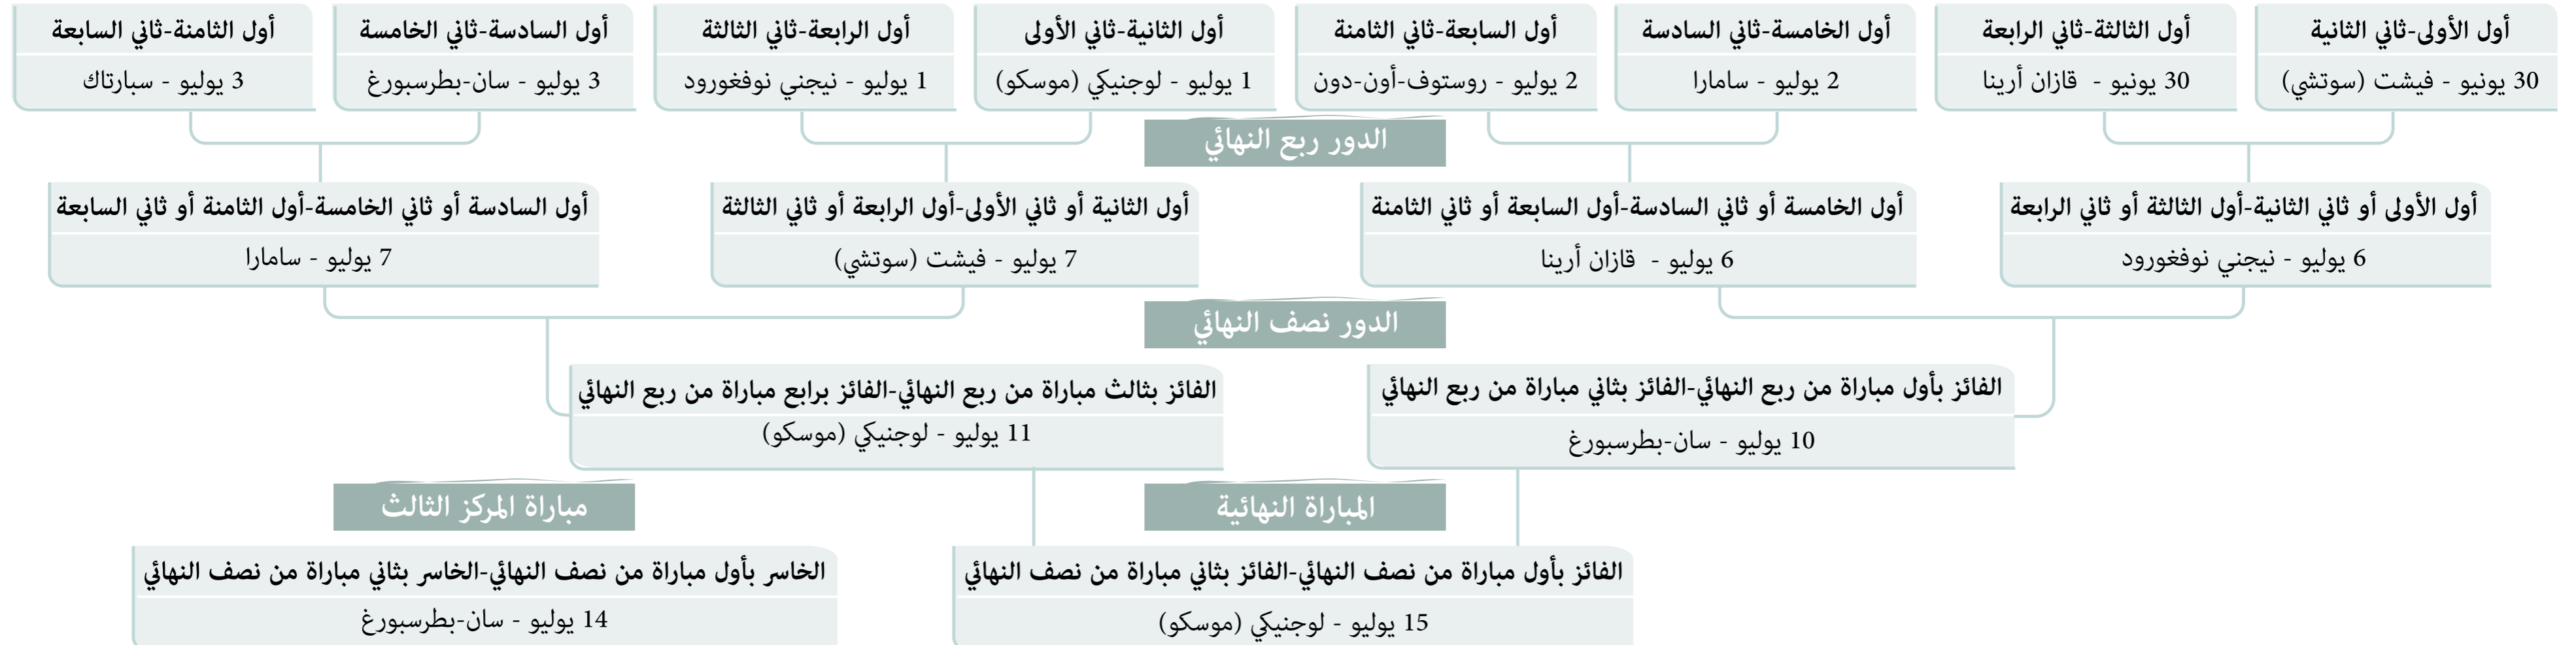 أول الأولى-ثاني الثانية
30 يونيو - فيشت (سوتشي)
أول الثالثة-ثاني الرابعة
30 يونيو - قازان أرينا
أول الخامسة-ثاني السادسة
2 يوليو - سامارا
أول السابعة-ثاني الثامنة
2 يوليو - روستوف-أون-دون
أول الثانية-ثاني الأولى
1 يوليو - لوجنيكي (موسكو)
أول الرابعة-ثاني الثالثة
1 يوليو - نيجني نوفغورود
أول السادسة-ثاني الخامسة
3 يوليو - سان-بطرسبورغ
أول الثامنة-ثاني السابعة
3 يوليو - سبارتاك
الدور ربع النهائي
أول الأولى أو ثاني الثانية-أول الثالثة أو ثاني الرابعة
6 يوليو - نيجني نوفغورود
أول الخامسة أو ثاني السادسة-أول السابعة أو ثاني الثامنة
6 يوليو - قازان أرينا
أول الثانية أو ثاني الأولى-أول الرابعة أو ثاني الثالثة
7 يوليو - فيشت (سوتشي)
أول السادسة أو ثاني الخامسة-أول الثامنة أو ثاني السابعة
7 يوليو - سامارا
الدور نصف النهائي
الفائز بأول مباراة من ربع النهائي-الفائز بثاني مباراة من ربع النهائي
10 يوليو - سان-بطرسبورغ
الفائز بثالث مباراة من ربع النهائي-الفائز برابع مباراة من ربع النهائي
11 يوليو - لوجنيكي (موسكو)
المباراة النهائية
الفائز بأول مباراة من نصف النهائي-الفائز بثاني مباراة من نصف النهائي
15 يوليو - لوجنيكي (موسكو)
مباراة المركز الثالث
الخاسر بأول مباراة من نصف النهائي-الخاسر بثاني مباراة من نصف النهائي
14 يوليو - سان-بطرسبورغ